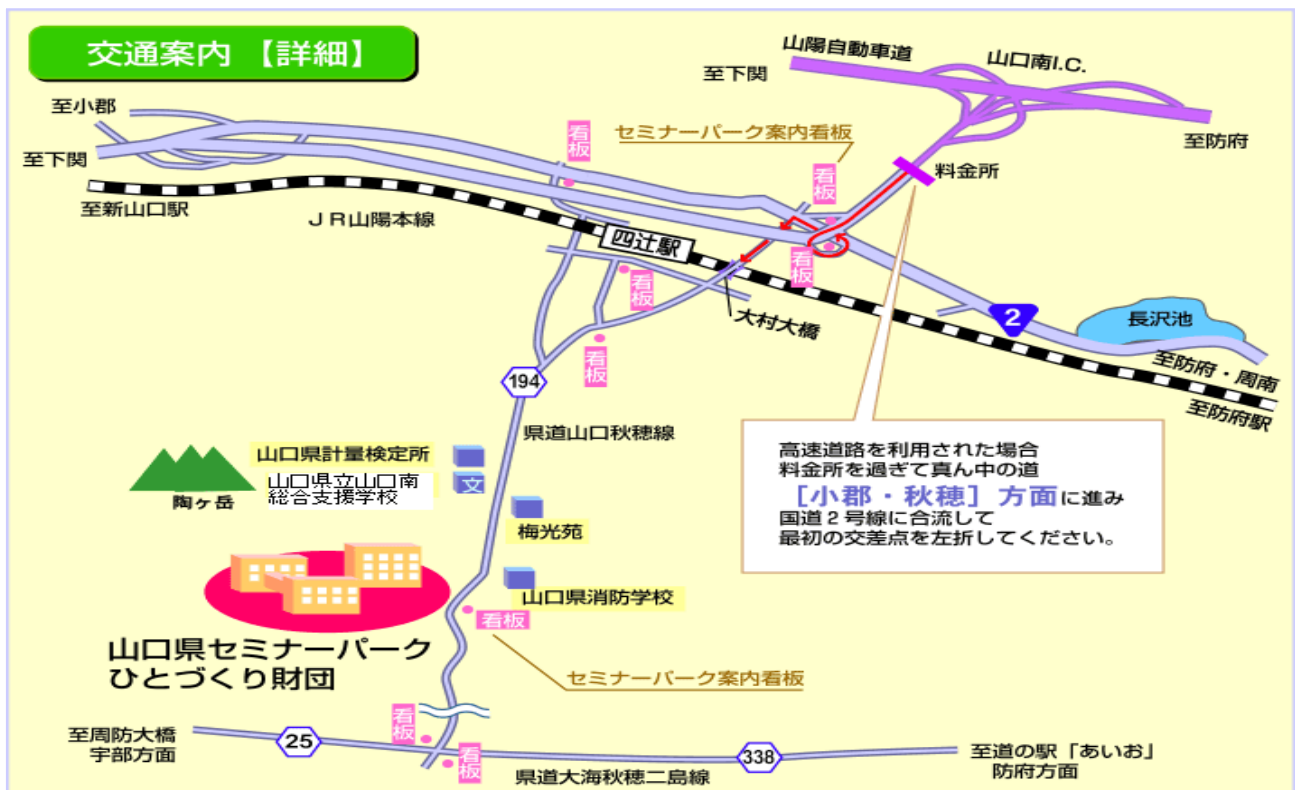 交通案内 【詳細】
山陽自動車道
山口南I.C.
至下関
至小郡
看板
セミナーパーク案内看板
至防府
至下関
看板
料金所
至新山口駅
JR山陽本線
四辻駅
看板
看板
大村大橋
2
長沢池
看板
至防府・周南
至防府駅
194
県道山口秋穂線
高速道路を利用された場合
料金所を過ぎて真ん中の道
［小郡・秋穂］方面に進み
国道2号線に合流して
最初の交差点を左折してください。
山口県計量検定所
山口県立山口南
総合支援学校
文
陶ヶ岳
梅光苑
山口県消防学校
看板
山口県セミナーパーク
ひとづくり財団
セミナーパーク案内看板
至周防大橋
宇部方面
25
看板
看板
338
県道大海秋穂二島線
至道の駅「あいお」
防府方面